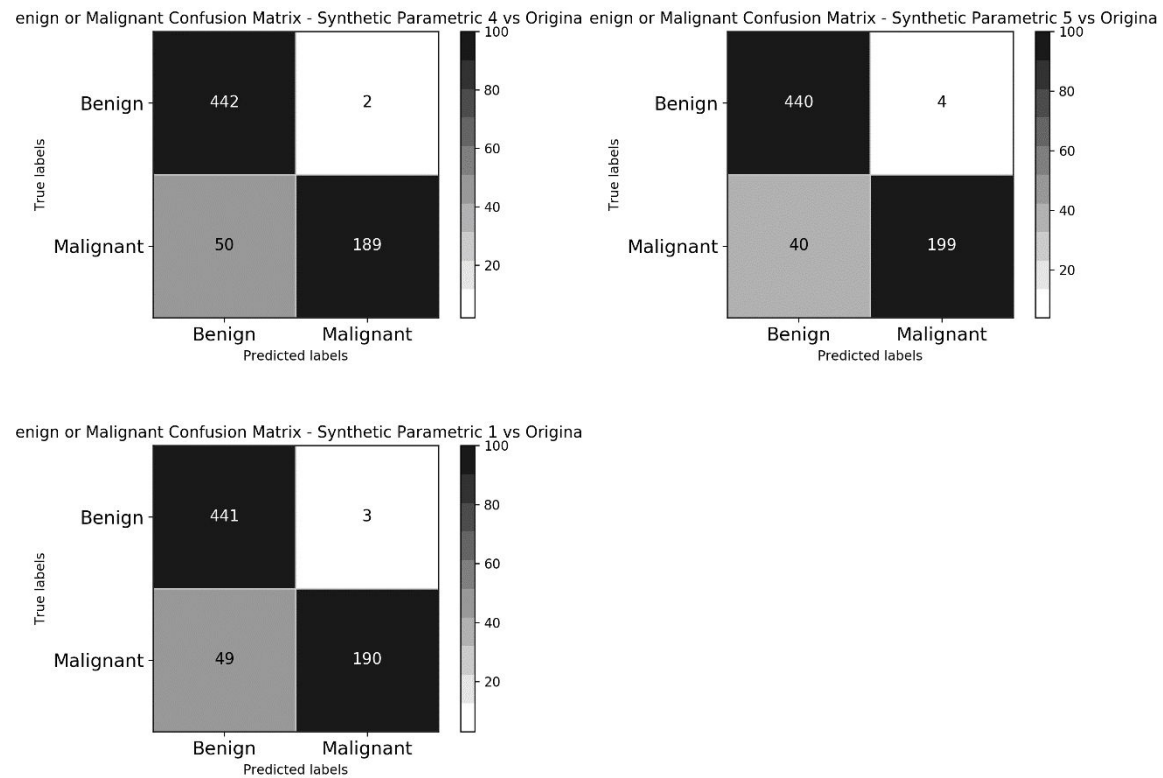 enign or Malignant Confusion Matrix - Synthetic Parametric 4 vs Origina
100
Benign
442
2
80
60
True labels
40
Malignant
50
189
20
Benign
Malignant
Predicted labels
enign or Malignant Confusion Matrix - Synthetic Parametric 5 vs Origina
100
Benign
440
4
80
60
True labels
40
Malignant
40
199
20
Benign
Malignant
Predicted labels
enign or Malignant Confusion Matrix - Synthetic Parametric 1 vs Origina
100
Benign
441
3
80
60
True labels
40
Malignant
49
190
20
Benign
Malignant
Predicted labels